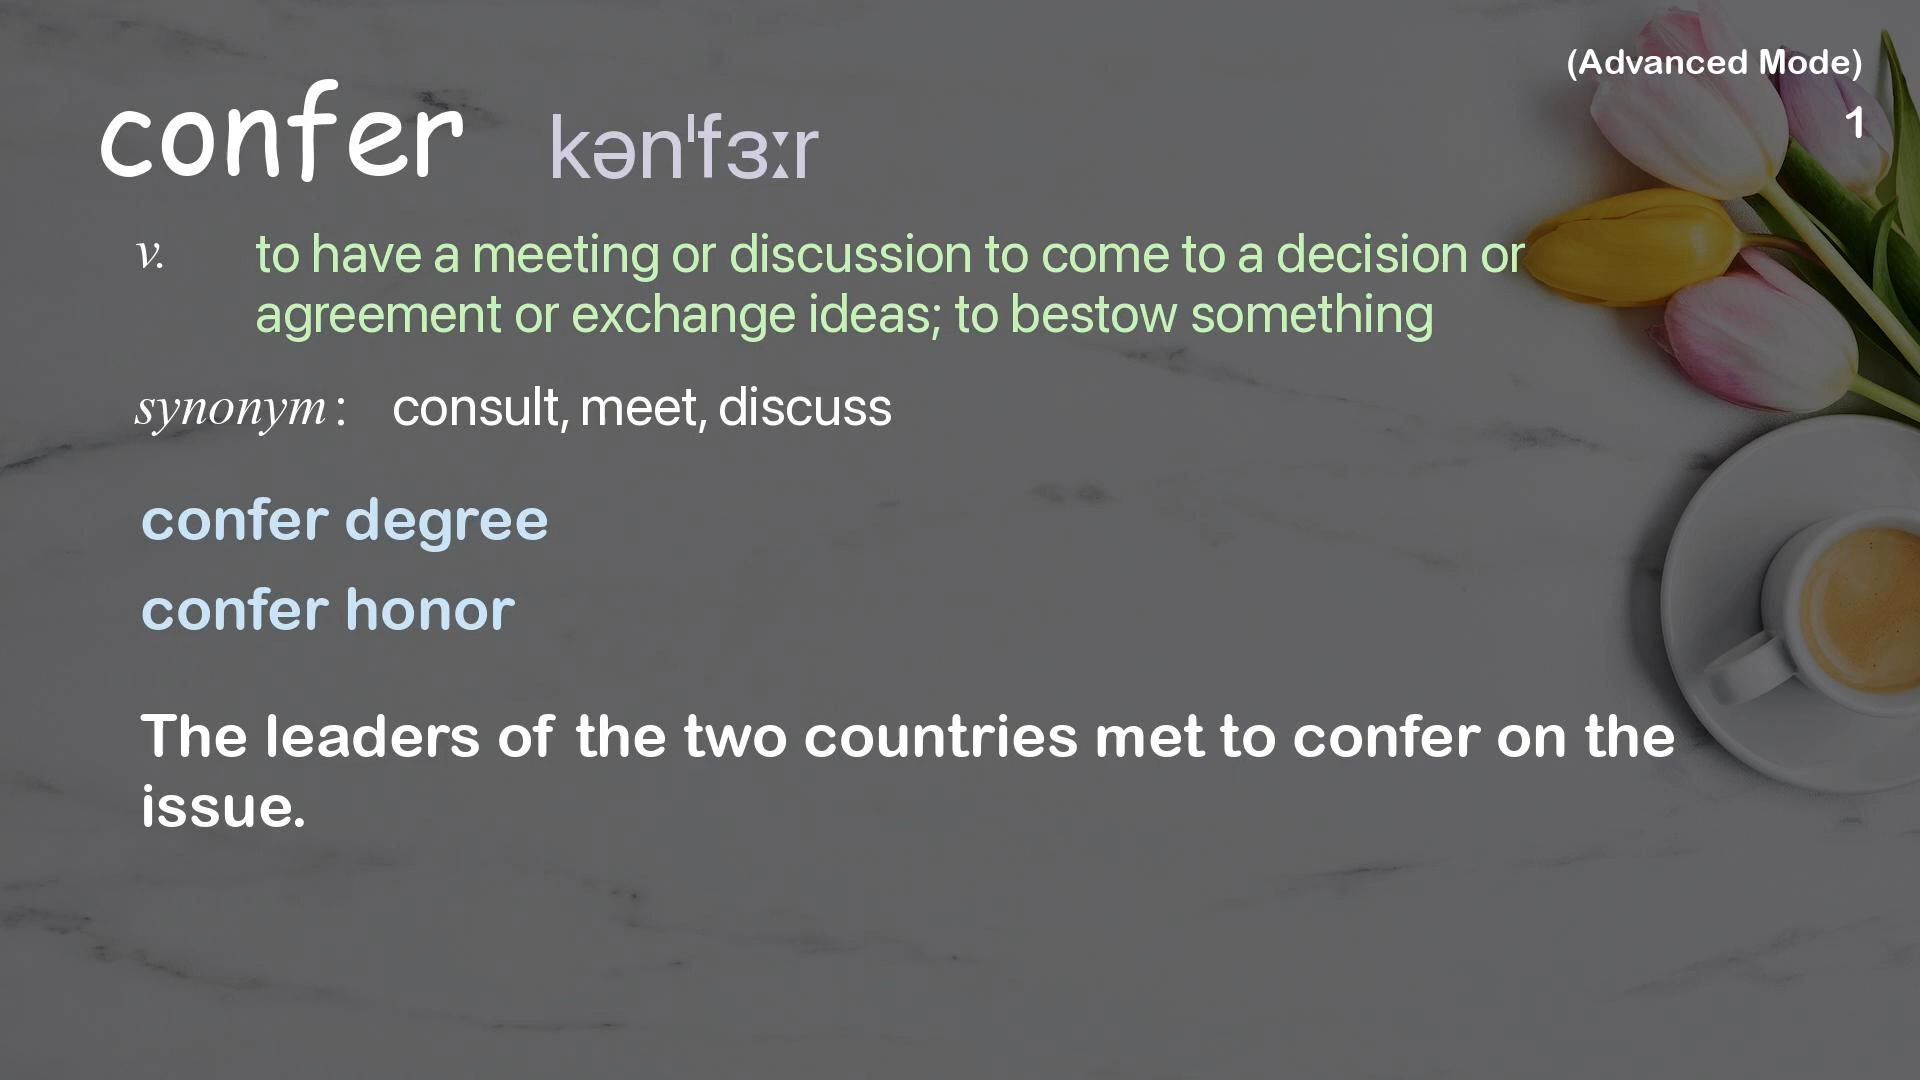 (Advanced Mode)
1
confer kənˈfɜːr
v. to have a meeting or discussion to come to a decision or
agreement or exchange ideas; to bestow something
synonym : consult, meet, discuss
confer degree
confer honor
The leaders of the two countries met to confer on the
issue.